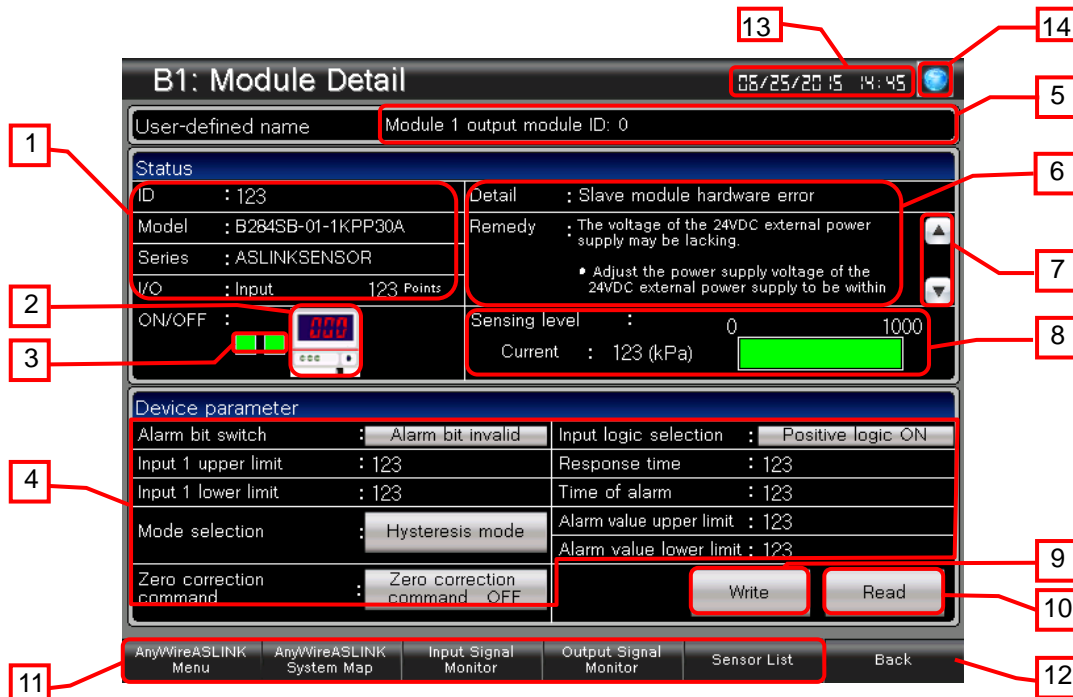 13
14
B1: Module Detail
06/25/2015 14:45
5
User-defined name
Module 1 output module ID: 0
1
Status
6
ID : 123
Detail : Slave module hardware error
Model : B284SB-01-1KPP30A
Remedy : The voltage of the 24VDC external power
supply may be lacking.
Series : ASLINKSENSOR
• Adjust the power supply voltage of the
24VDC external power supply to be within
7
I/O : Input 123 Points
2
ON/OFF :
000
Sensing level :
0 1000
8
3
Current : 123 (kPa)
Device parameter
Alarm bit switch : Alarm bit invalid
Input logic selection : Positive logic ON
Input 1 upper limit : 123
Response time : 123
4
Input 1 lower limit : 123
Time of alarm : 123
Mode selection : Hysteresis mode
Alarm value upper limit : 123
Alarm value lower limit : 123
9
Zero correction
command :
Zero correction
command OFF
Write
Read
10
AnyWireASLINK
Menu
AnyWireASLINK
System Map
Input Signal
Monitor
Output Signal
Monitor
Sensor List
Back
11
12